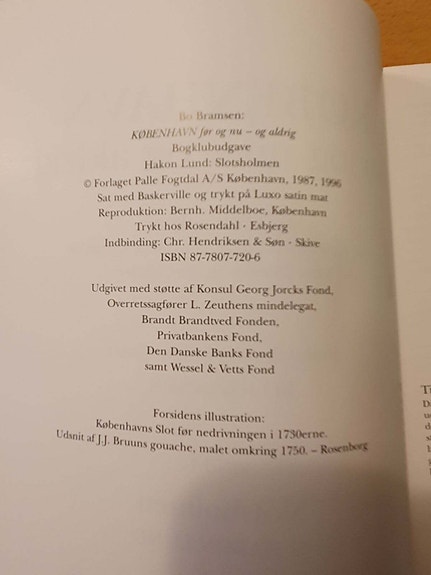 Bo Bramsen:
KØBENHAVN før og nu – og aldrig
Bogklubudgave
Hakon Lund: Slotsholmen
© Forlaget Palle Fogtdal A/S København, 1987, 1996
Sat med Baskerville og trykt på Luxo satin mat
Reproduktion: Bernh. Middelboe, København
Trykt hos Rosendahl · Esbjerg
Indbinding: Chr. Hendriksen & Søn · Skive
ISBN 87-7807-720-6
Udgivet med støtte af Konsul Georg Jorcks Fond,
Overretssagfører L. Zeuthens mindelegat,
Brandt Brandtved Fonden,
Privatbankens Fond,
Den Danske Banks Fond
samt Wessel & Vetts Fond
Forsidens illustration:
Københavns Slot før nedrivningen i 1730erne.
Udsnit af J.J. Bruuns gouache, malet omkring 1750. – Rosenborg